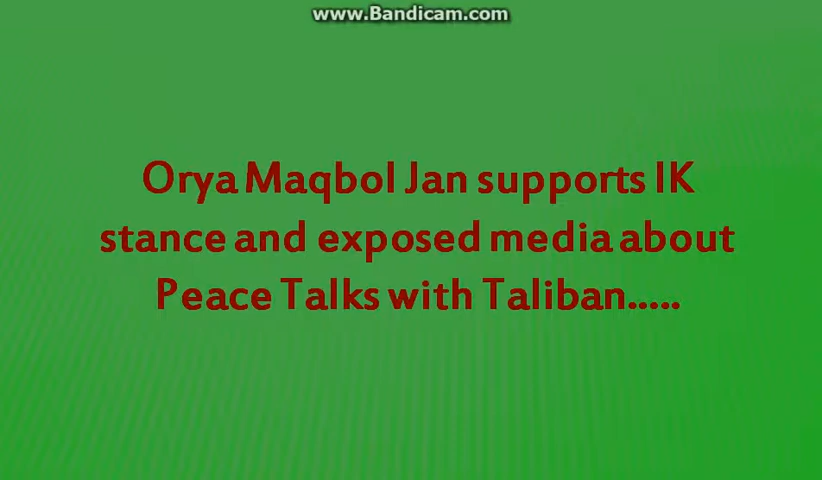 www.Bandicam.com
Orya Maqbol Jan supports IK
stance and exposed media about
Peace Talks with Taliban.....